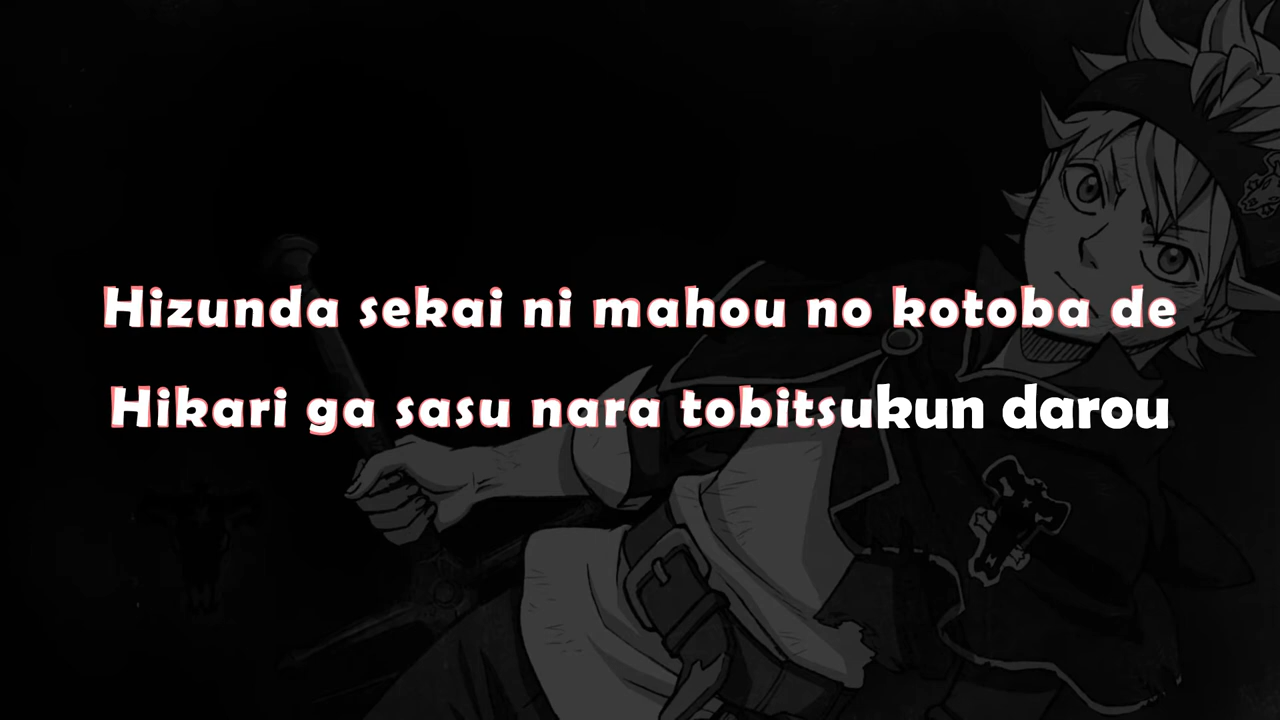 Hizunda sekai ni mahou no kotoba de
Hikari ga sasu nara tobitsukun darou